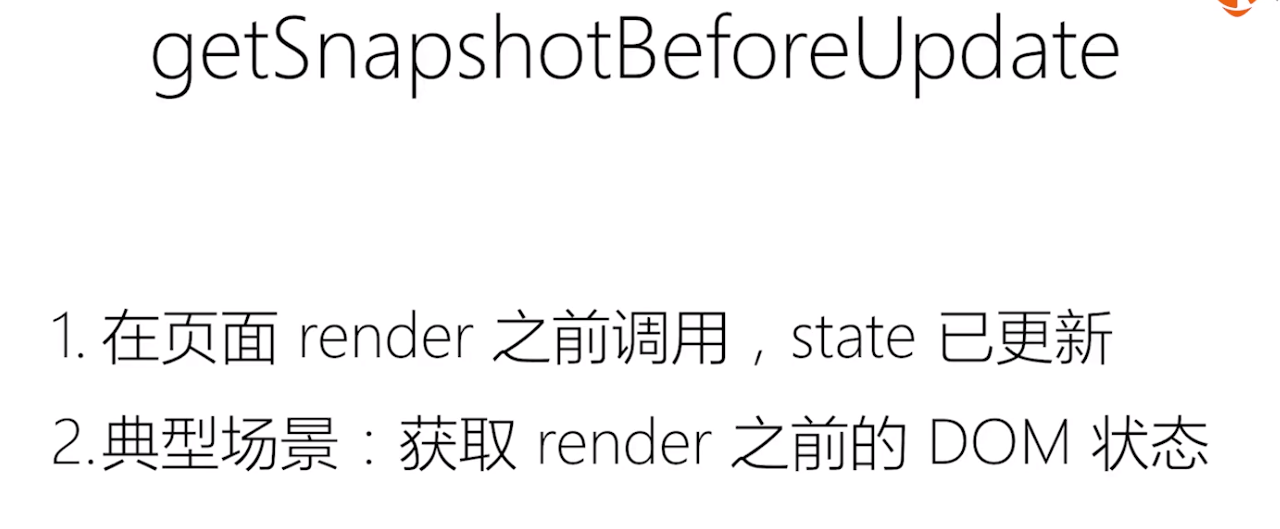 getSnapshotBeforeUpdate
1. 在页面 render 之前调用，state 已更新
2.典型场景：获取 render 之前的 DOM 状态